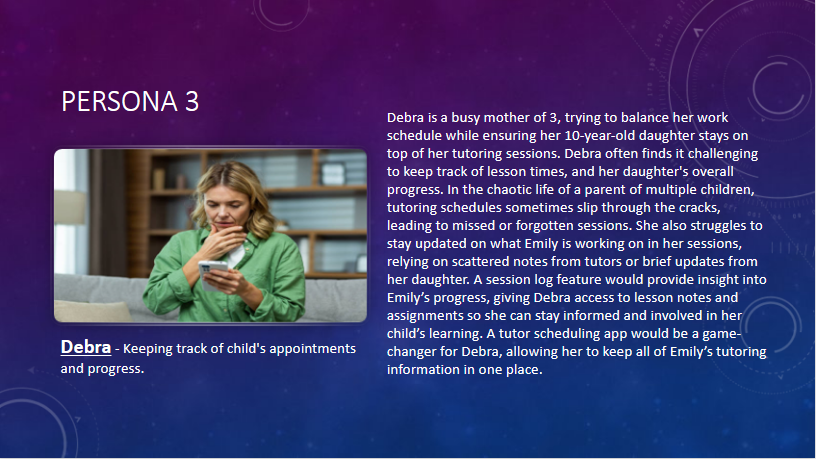 PERSONA 3
Debra - Keeping track of child's appointments
and progress.
Debra is a busy mother of 3, trying to balance her work
schedule while ensuring her 10-year-old daughter stays on
top of her tutoring sessions. Debra often finds it challenging
to keep track of lesson times, and her daughter's overall
progress. In the chaotic life of a parent of multiple children,
tutoring schedules sometimes slip through the cracks,
leading to missed or forgotten sessions. She also struggles to
stay updated on what Emily is working on in her sessions,
relying on scattered notes from tutors or brief updates from
her daughter. A session log feature would provide insight into
Emily’s progress, giving Debra access to lesson notes and
assignments so she can stay informed and involved in her
child’s learning. A tutor scheduling app would be a game-
changer for Debra, allowing her to keep all of Emily’s tutoring
information in one place.